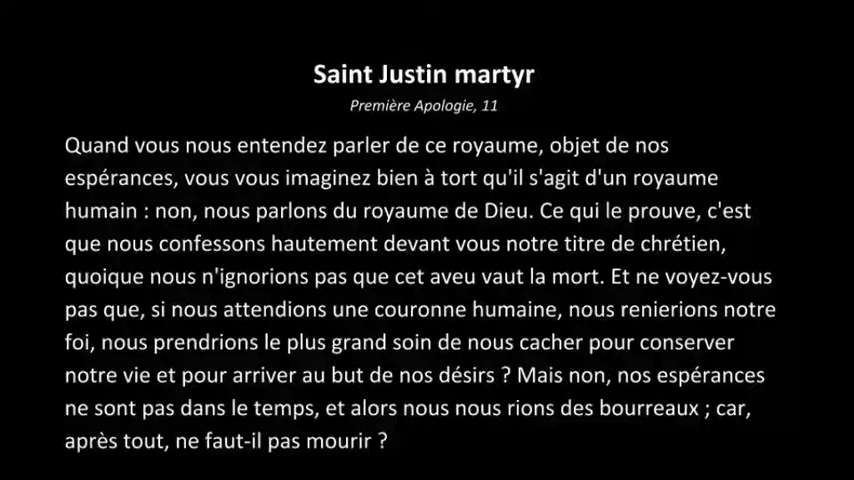 Saint Justin martyr
Première Apologie, 11
Quand vous nous entendez parler de ce royaume, objet de nos
espérances, vous vous imaginez bien à tort qu'il s'agit d'un royaume
humain : non, nous parlons du royaume de Dieu. Ce qui le prouve, c'est
que nous confessons hautement devant vous notre titre de chrétien,
quoique nous n'ignorions pas que cet aveu vaut la mort. Et ne voyez-vous
pas que, si nous attendions une couronne humaine, nous renierions notre
foi, nous prendrions le plus grand soin de nous cacher pour conserver
notre vie et pour arriver au but de nos désirs ? Mais non, nos espérances
ne sont pas dans le temps, et alors nous nous rions des bourreaux ; car,
après tout, ne faut-il pas mourir ?